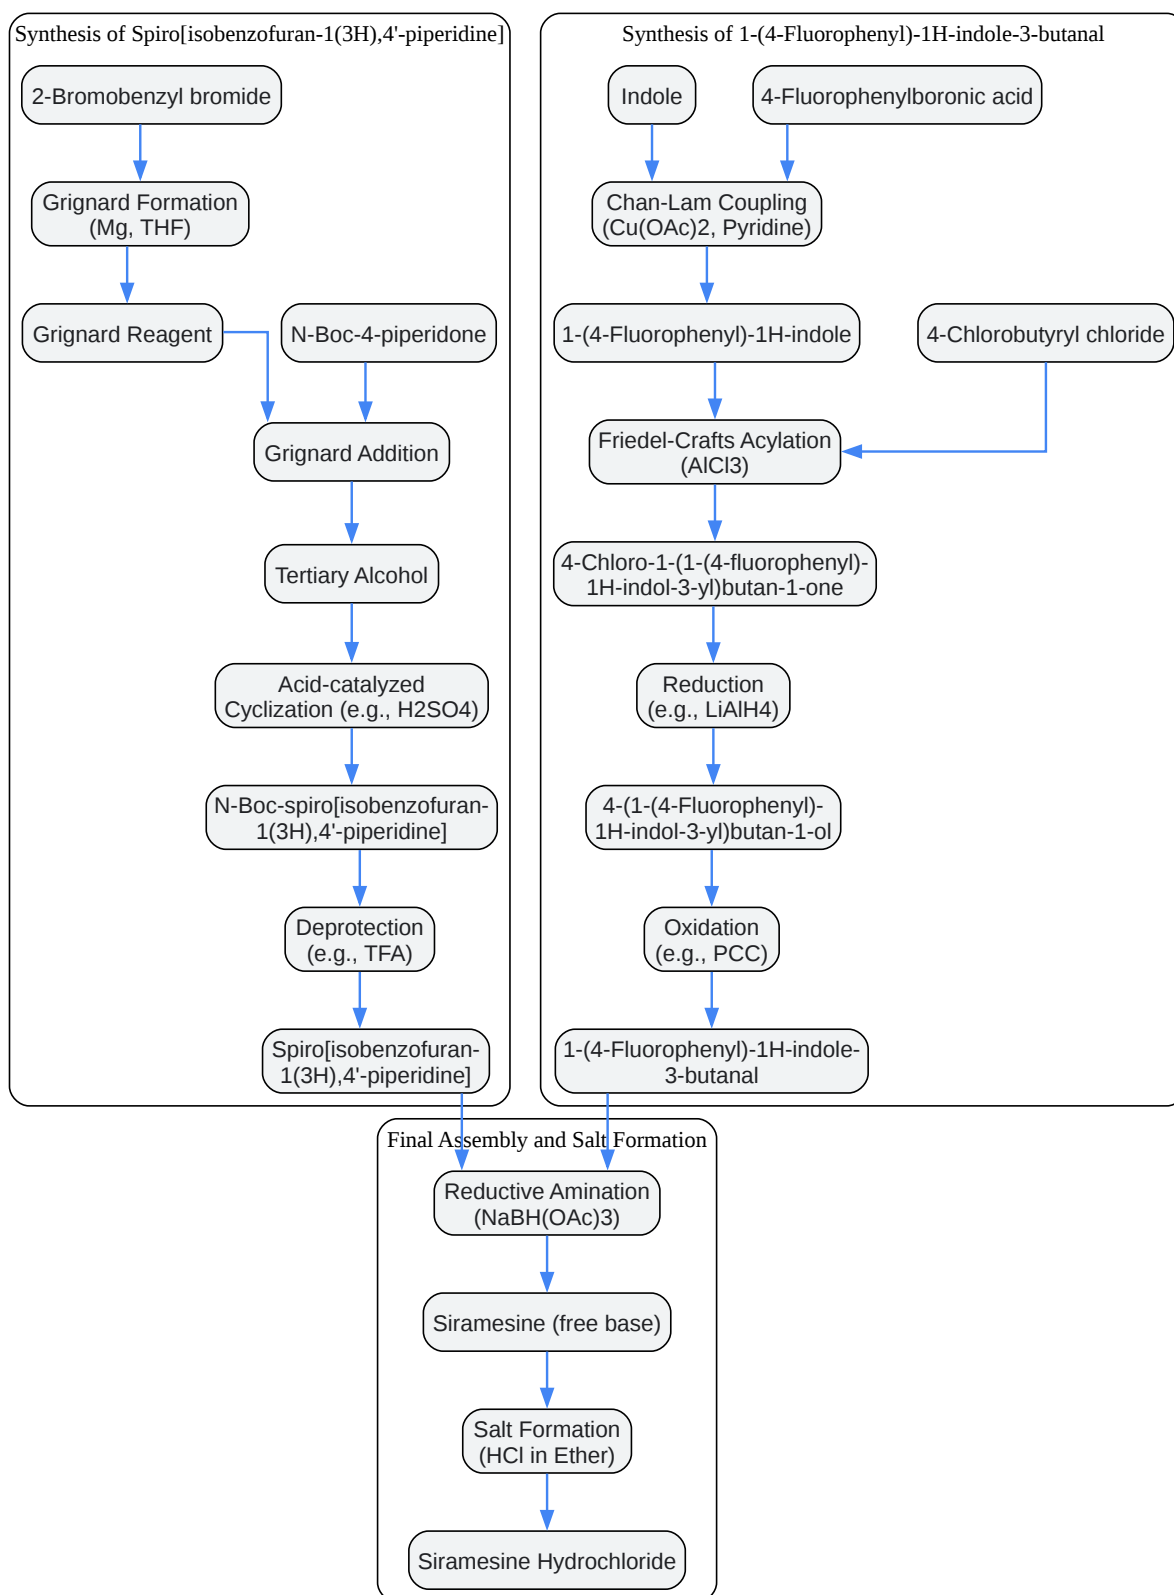 Synthesis of Spiro[isobenzofuran-1(3H),4'-piperidine]
2-Bromobenzyl bromide
Grignard Formation
(Mg, THF)
Grignard Reagent
N-Boc-4-piperidone
Grignard Addition
Tertiary Alcohol
Acid-catalyzed
Cyclization (e.g., H2SO4)
N-Boc-spiro[isobenzofuran-
1(3H),4'-piperidine]
Deprotection
(e.g., TFA)
Spiro[isobenzofuran-
1(3H),4'-piperidine]
Synthesis of 1-(4-Fluorophenyl)-1H-indole-3-butanal
Indole
4-Fluorophenylboronic acid
Chan-Lam Coupling
(Cu(OAc)2, Pyridine)
1-(4-Fluorophenyl)-1H-indole
4-Chlorobutyryl chloride
Friedel-Crafts Acylation
(AlCl3)
4-Chloro-1-(1-(4-fluorophenyl)-
1H-indol-3-yl)butan-1-one
Reduction
(e.g., LiAlH4)
4-(1-(4-Fluorophenyl)-
1H-indol-3-yl)butan-1-ol
Oxidation
(e.g., PCC)
1-(4-Fluorophenyl)-1H-indole-
3-butanal
Final Assembly and Salt Formation
Reductive Amination
(NaBH(OAc)3)
Siramesine (free base)
Salt Formation
(HCl in Ether)
Siramesine Hydrochloride